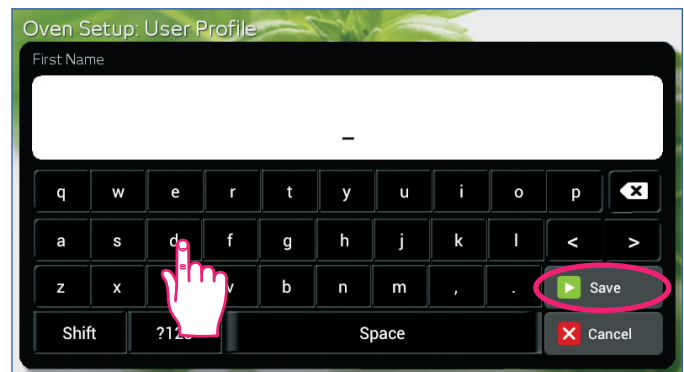 Oven Setup: User Profile
First Name
_
q w e r t y u i o p
a s d f g h j k l < >
z x v b n m , . Save
Shift ?123 Space Cancel